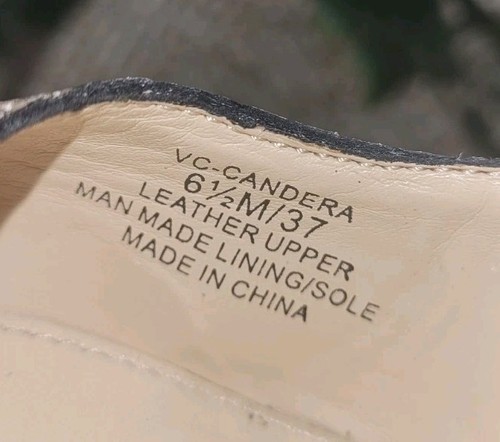 VC-CANDERA
6½M/37
LEATHER UPPER
MAN MADE LINING/SOLE
MADE IN CHINA